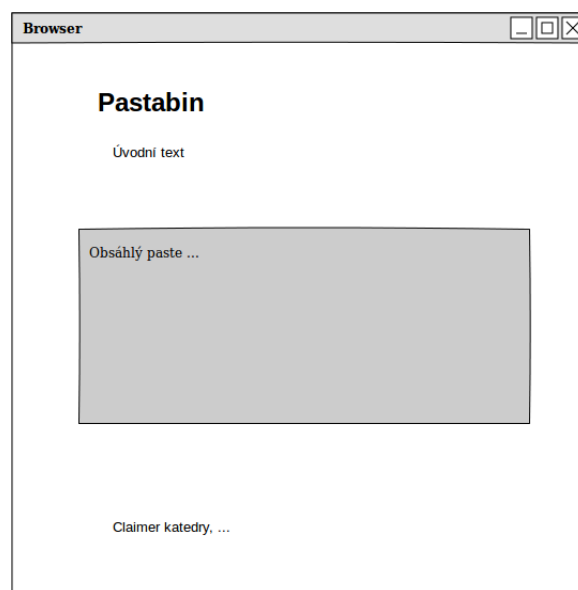 Browser
Pastabin
Úvodní text
Obsáhlý paste ...
Claimer katedry, ...